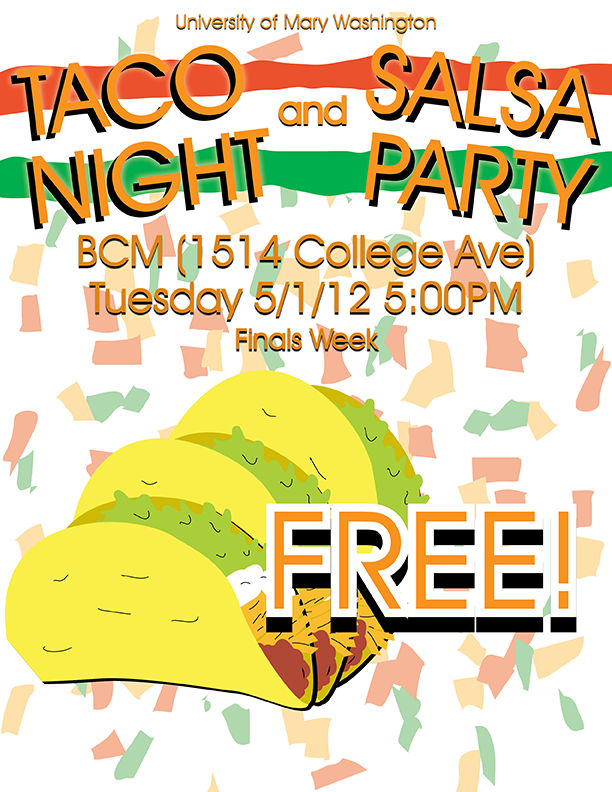 University of Mary Washington
TACO NIGHT and SALSA PARTY
BCM (1514 College Ave)
Tuesday 5/1/12 5:00PM
Finals Week
FREE!